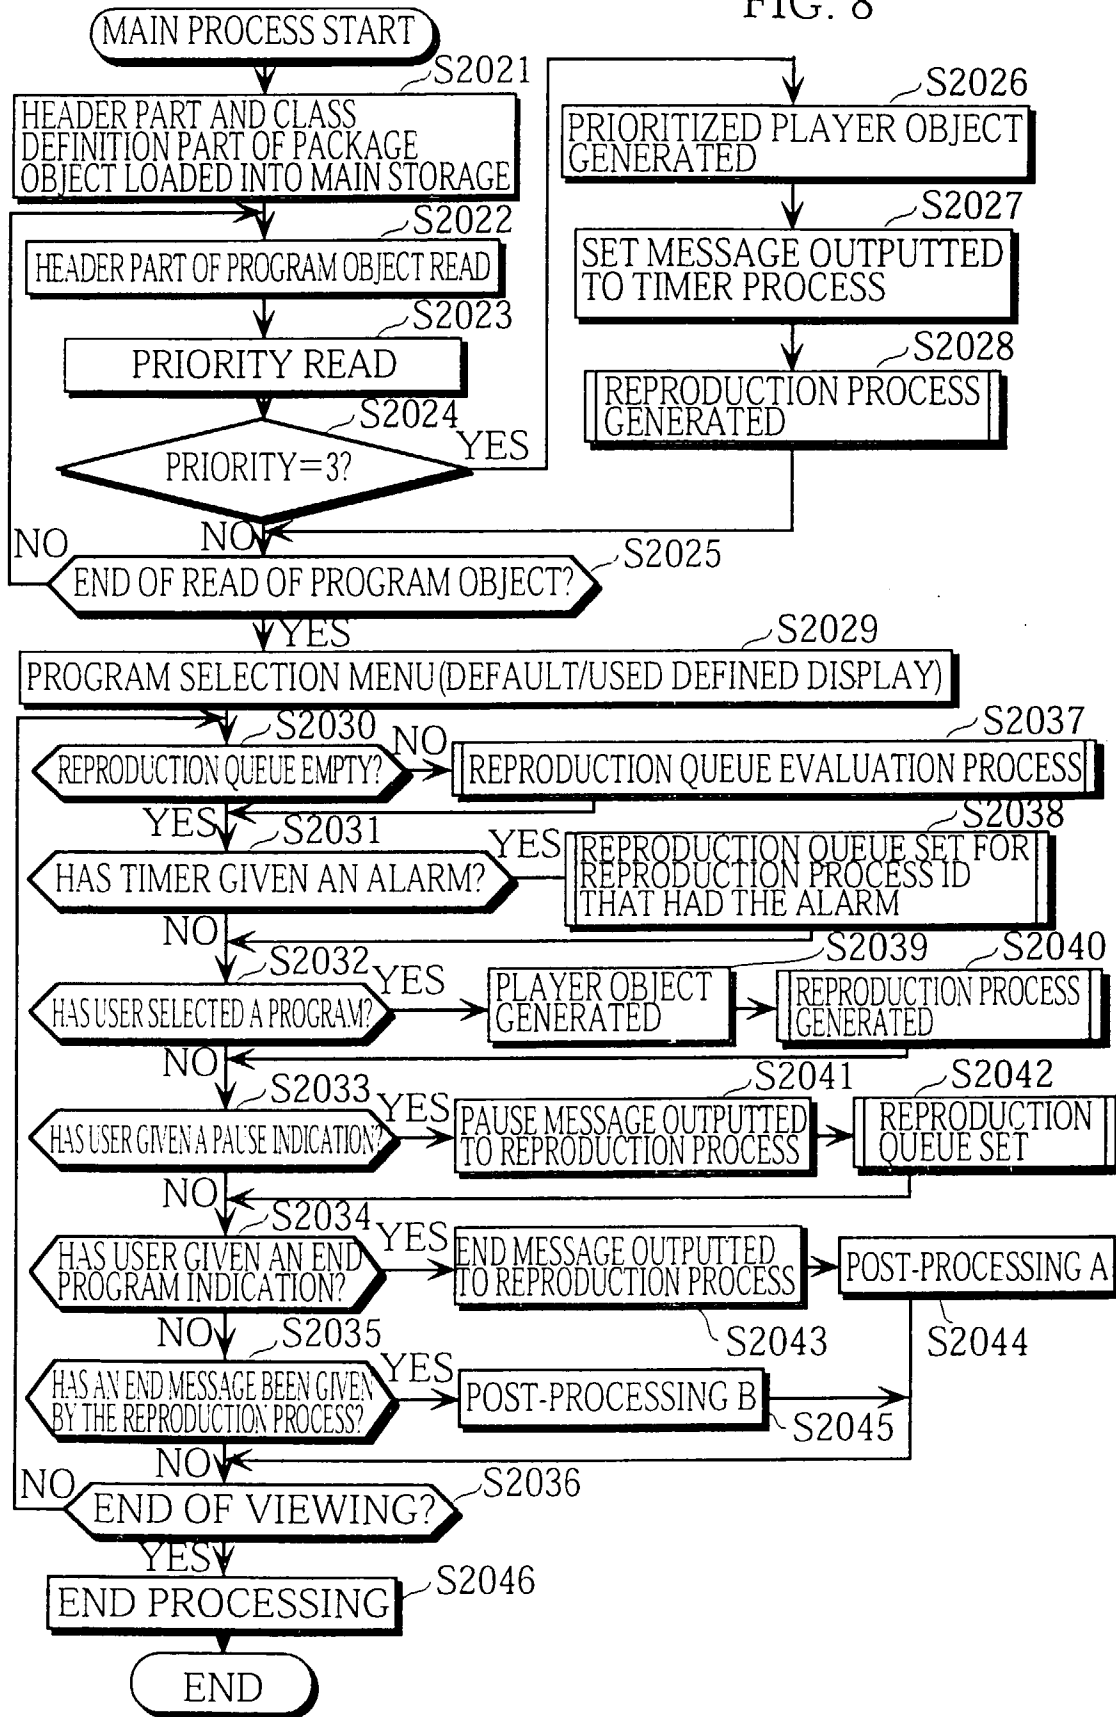 FIG. 8
MAIN PROCESS START
S2021
HEADER PART AND CLASS
DEFINITION PART OF PACKAGE
OBJECT LOADED INTO MAIN STORAGE
S2022
HEADER PART OF PROGRAM OBJECT READ
S2023
PRIORITY READ
S2024
PRIORITY=3?
YES
NO
S2026
PRIORITIZED PLAYER OBJECT
GENERATED
S2027
SET MESSAGE OUTPUTTED
TO TIMER PROCESS
S2028
REPRODUCTION PROCESS
GENERATED
S2025
NO
END OF READ OF PROGRAM OBJECT?
YES
S2029
PROGRAM SELECTION MENU(DEFAULT/USED DEFINED DISPLAY)
S2030
REPRODUCTION QUEUE EMPTY?
NO
S2037
REPRODUCTION QUEUE EVALUATION PROCESS
YES
S2031
HAS TIMER GIVEN AN ALARM?
YES
S2038
REPRODUCTION QUEUE SET FOR
REPRODUCTION PROCESS ID
THAT HAD THE ALARM
NO
S2032
HAS USER SELECTED A PROGRAM?
YES
S2039
PLAYER OBJECT
GENERATED
S2040
REPRODUCTION PROCESS
GENERATED
NO
S2033
HAS USER GIVEN A PAUSE INDICATION?
YES
S2041
PAUSE MESSAGE OUTPUTTED
TO REPRODUCTION PROCESS
S2042
REPRODUCTION
QUEUE SET
NO
S2034
HAS USER GIVEN AN END
PROGRAM INDICATION?
YES
END MESSAGE OUTPUTTED
TO REPRODUCTION PROCESS
S2043
POST-PROCESSING A
S2044
NO
S2035
HAS AN END MESSAGE BEEN GIVEN
BY THE REPRODUCTION PROCESS?
YES
POST-PROCESSING B
S2045
NO
S2036
NO
END OF VIEWING?
YES
S2046
END PROCESSING
END